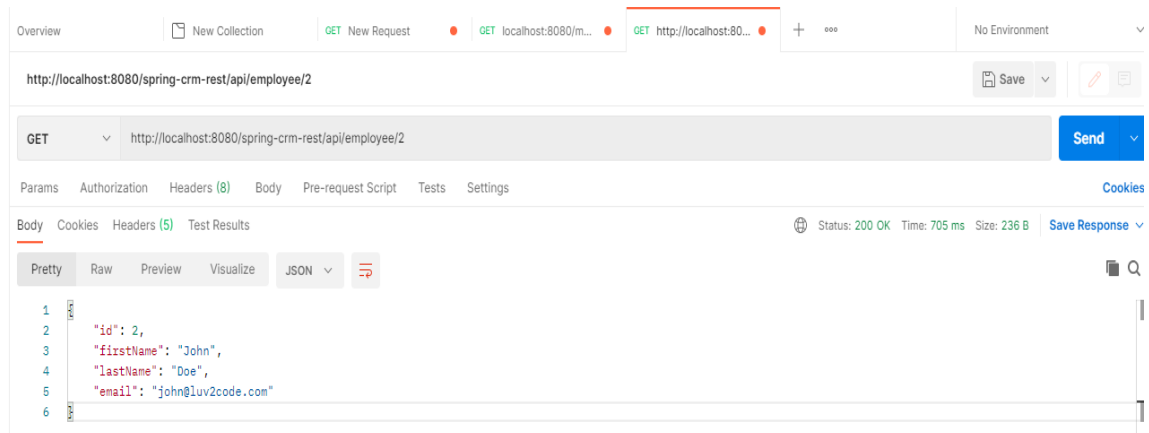 Overview New Collection GET New Request GET localhost:8080/m... GET http://localhost:80... No Environment
http://localhost:8080/spring-crm-rest/api/employee/2 Save
GET http://localhost:8080/spring-crm-rest/api/employee/2 Send
Params Authorization Headers (8) Body Pre-request Script Tests Settings Cookies
Body Cookies Headers (5) Test Results Status: 200 OK Time: 705 ms Size: 236 B Save Response
Pretty Raw Preview Visualize JSON
1 {
2 "id": 2,
3 "firstName": "John",
4 "lastName": "Doe",
5 "email": "john@luv2code.com"
6 }